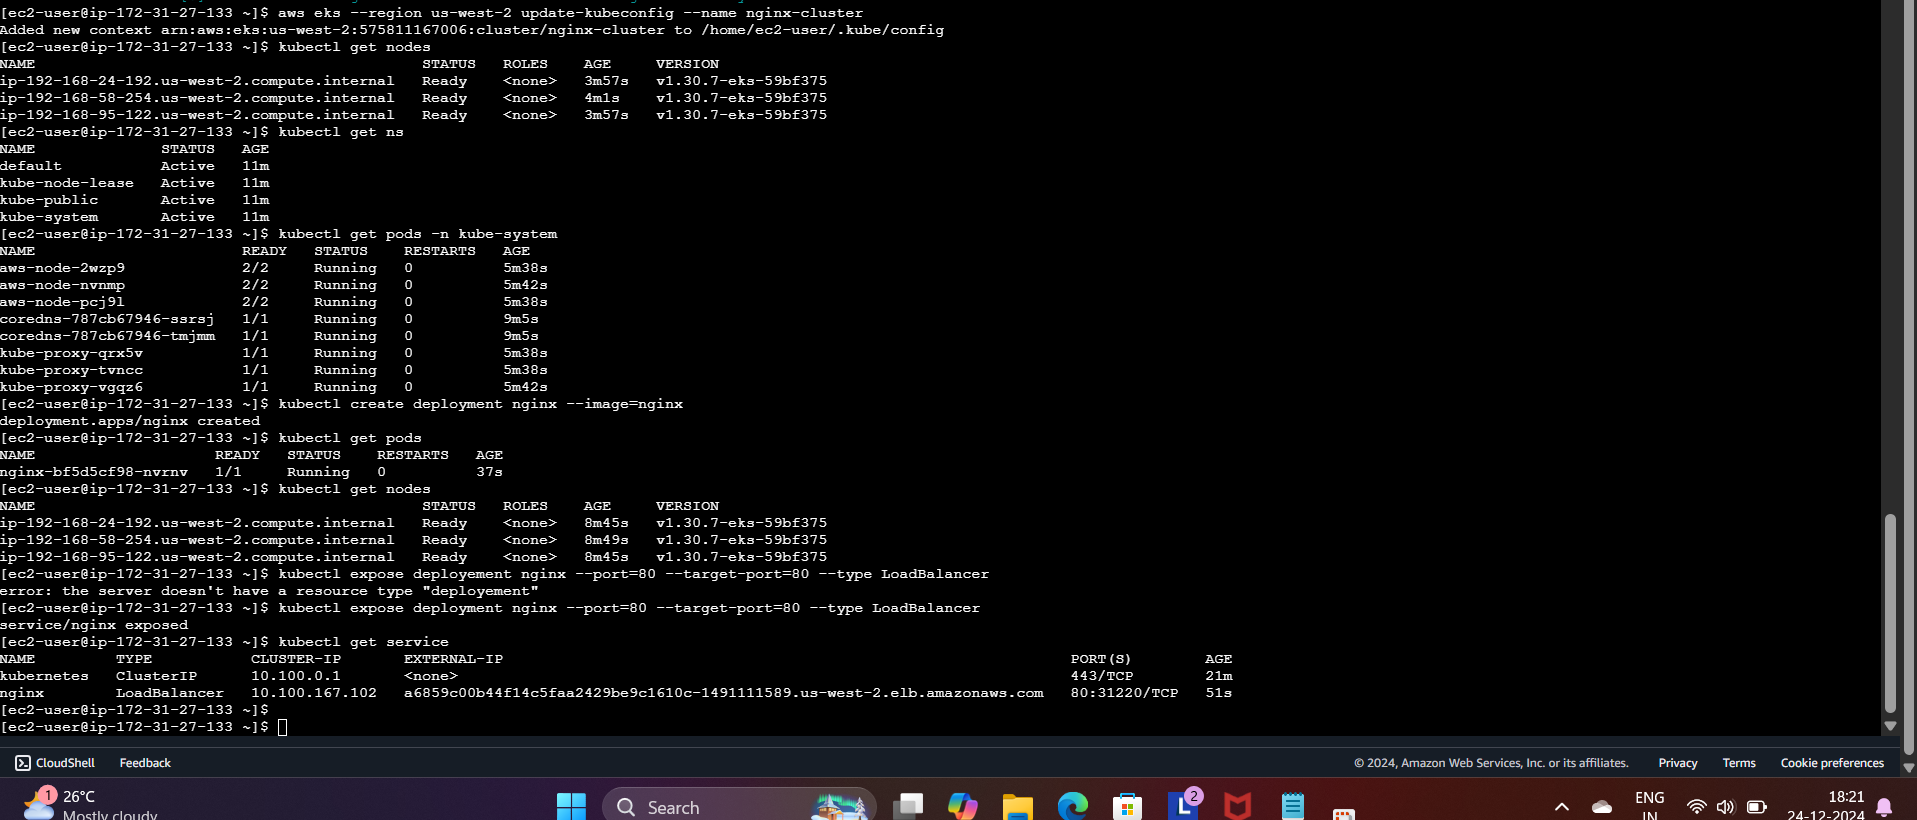 [ec2-user@ip-172-31-27-133 ~]$ aws eks --region us-west-2 update-kubeconfig --name nginx-cluster
Added new context arn:aws:eks:us-west-2:575811167006:cluster/nginx-cluster to /home/ec2-user/.kube/config
[ec2-user@ip-172-31-27-133 ~]$ kubectl get nodes
NAME STATUS ROLES AGE VERSION
ip-192-168-24-192.us-west-2.compute.internal Ready <none> 3m57s v1.30.7-eks-59bf375
ip-192-168-58-254.us-west-2.compute.internal Ready <none> 4m1s v1.30.7-eks-59bf375
ip-192-168-95-122.us-west-2.compute.internal Ready <none> 3m57s v1.30.7-eks-59bf375
[ec2-user@ip-172-31-27-133 ~]$ kubectl get ns
NAME STATUS AGE
default Active 11m
kube-node-lease Active 11m
kube-public Active 11m
kube-system Active 11m
[ec2-user@ip-172-31-27-133 ~]$ kubectl get pods -n kube-system
NAME READY STATUS RESTARTS AGE
aws-node-2wzp9 2/2 Running 0 5m38s
aws-node-nvnmp 2/2 Running 0 5m42s
aws-node-pcj9l 2/2 Running 0 5m38s
coredns-787cb67946-ssrsj 1/1 Running 0 9m5s
coredns-787cb67946-tmjmm 1/1 Running 0 9m5s
kube-proxy-qrx5v 1/1 Running 0 5m38s
kube-proxy-tvncc 1/1 Running 0 5m38s
kube-proxy-vgqz6 1/1 Running 0 5m42s
[ec2-user@ip-172-31-27-133 ~]$ kubectl create deployment nginx --image=nginx
deployment.apps/nginx created
[ec2-user@ip-172-31-27-133 ~]$ kubectl get pods
NAME READY STATUS RESTARTS AGE
nginx-bf5d5cf98-nvrnv 1/1 Running 0 37s
[ec2-user@ip-172-31-27-133 ~]$ kubectl get nodes
NAME STATUS ROLES AGE VERSION
ip-192-168-24-192.us-west-2.compute.internal Ready <none> 8m45s v1.30.7-eks-59bf375
ip-192-168-58-254.us-west-2.compute.internal Ready <none> 8m49s v1.30.7-eks-59bf375
ip-192-168-95-122.us-west-2.compute.internal Ready <none> 8m45s v1.30.7-eks-59bf375
[ec2-user@ip-172-31-27-133 ~]$ kubectl expose deployement nginx --port=80 --target-port=80 --type LoadBalancer
error: the server doesn't have a resource type "deployement"
[ec2-user@ip-172-31-27-133 ~]$ kubectl expose deployment nginx --port=80 --target-port=80 --type LoadBalancer
service/nginx exposed
[ec2-user@ip-172-31-27-133 ~]$ kubectl get service
NAME TYPE CLUSTER-IP EXTERNAL-IP PORT(S) AGE
kubernetes ClusterIP 10.100.0.1 <none> 443/TCP 21m
nginx LoadBalancer 10.100.167.102 a6859c00b44f14c5faa2429be9c1610c-1491111589.us-west-2.elb.amazonaws.com 80:31220/TCP 51s
[ec2-user@ip-172-31-27-133 ~]$
[ec2-user@ip-172-31-27-133 ~]$
CloudShell Feedback © 2024, Amazon Web Services, Inc. or its affiliates. Privacy Terms Cookie preferences
1 26°C Search 2 ENG 18:21
Mostly cloudy IN 24-12-2024